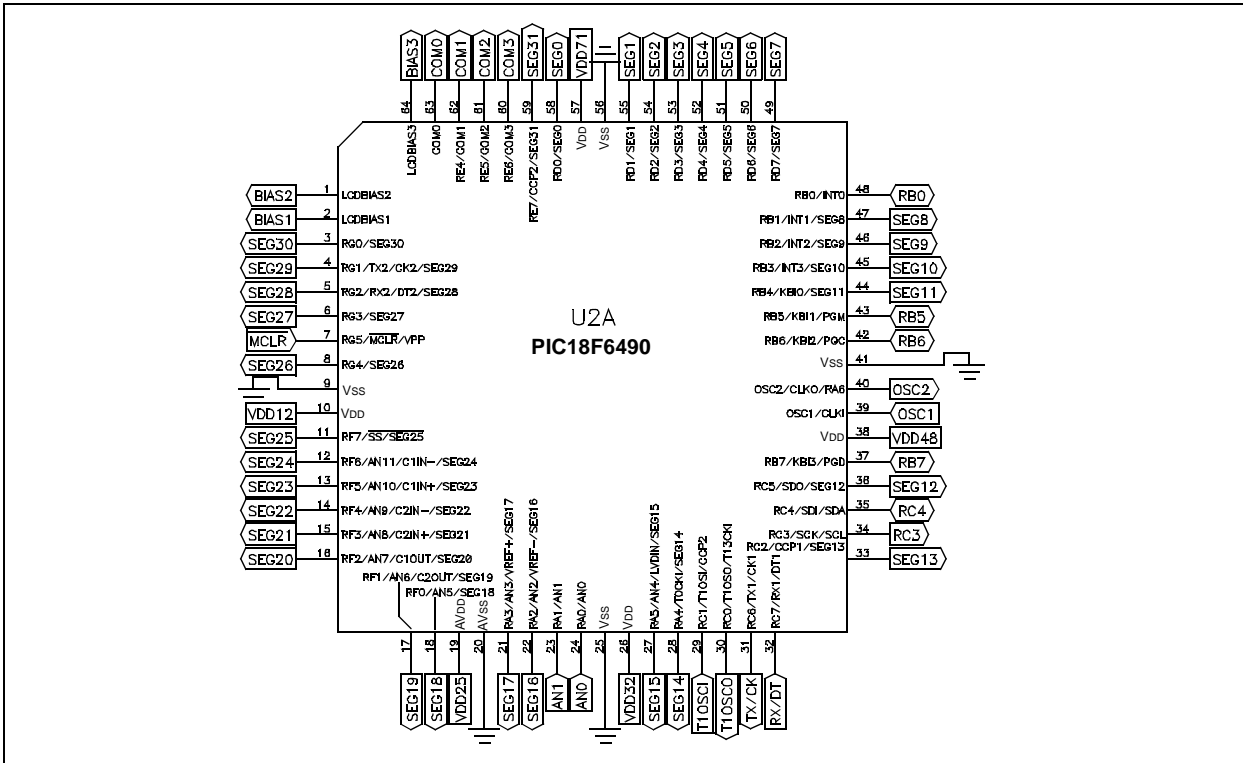 BIAS3
COM0
COM1
COM2
COM3
SEG31
SEG0
VDD71
SEG1
SEG2
SEG3
SEG4
SEG5
SEG6
SEG7
64
63
62
61
60
59
58
57
56
55
54
53
52
51
50
49
LCDBIAS3
COM0
RE4/COM1
RE5/COM2
RE6/COM3
RE7/CCP2/SEG31
RD0/SEG0
VDD
VSS
RD1/SEG1
RD2/SEG2
RD3/SEG3
RD4/SEG4
RD5/SEG5
RD6/SEG6
RD7/SEG7
BIAS2 1 LCDBIAS2
BIAS1 2 LCDBIAS1
SEG30 3 RG0/SEG30
SEG29 4 RG1/TX2/CK2/SEG29
SEG28 5 RG2/RX2/DT2/SEG28
SEG27 6 RG3/SEG27
MCLR 7 RG5/MCLR/VPP
SEG26 8 RG4/SEG26
9 VSS
VDD12 10 VDD
SEG25 11 RF7/SS/SEG25
SEG24 12 RF6/AN11/C1IN-/SEG24
SEG23 13 RF5/AN10/C1IN+/SEG23
SEG22 14 RF4/AN9/C2IN-/SEG22
SEG21 15 RF3/AN8/C2IN+/SEG21
SEG20 16 RF2/AN7/C1OUT/SEG20
U2A
PIC18F6490
RB0/INT0 48 RB0
RB1/INT1/SEG8 47 SEG8
RB2/INT2/SEG9 46 SEG9
RB3/INT3/SEG10 45 SEG10
RB4/KBI0/SEG11 44 SEG11
RB5/KBI1/PGM 43 RB5
RB6/KBI2/PGC 42 RB6
VSS 41
OSC2/CLKO/RA6 40 OSC2
OSC1/CLKI 39 OSC1
VDD 38 VDD48
RB7/KBI3/PGD 37 RB7
RC5/SDO/SEG12 36 SEG12
RC4/SDI/SDA 35 RC4
RC3/SCK/SCL 34 RC3
RC2/CCP1/SEG13 33 SEG13
RF1/AN6/C2OUT/SEG19
RF0/AN5/SEG18
AVDD
AVSS
RA3/AN3/VREF+/SEG17
RA2/AN2/VREF-/SEG16
RA1/AN1
RA0/AN0
VSS
VDD
RA5/AN4/LVDIN/SEG15
RA4/T0CKI/SEG14
RC1/T1OSI/CCP2
RC0/T1OSO/T13CKI
RC6/TX1/CK1
RC7/RX1/DT1
17
18
19
20
21
22
23
24
25
26
27
28
29
30
31
32
SEG19
SEG18
VDD25
SEG17
SEG16
AN1
AN0
VDD32
SEG15
SEG14
T1OSCI
T1OSCO
TX/CK
RX/DT